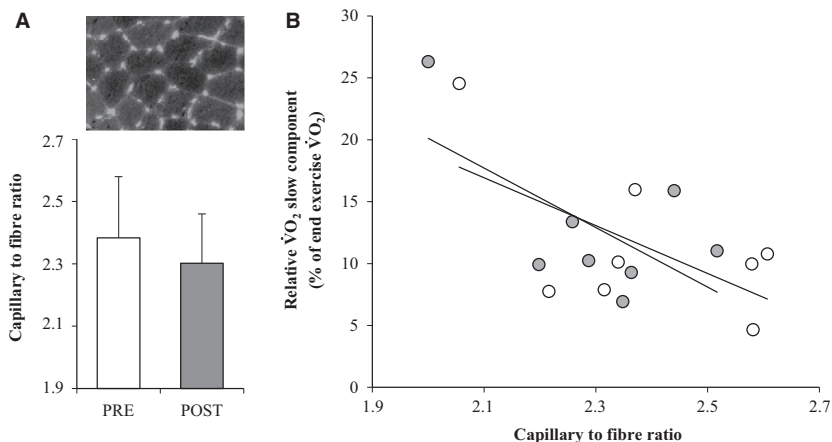 A
2.7
2.5
2.3
2.1
1.9
Capillary to fibre ratio
PRE POST
B
30
25
20
15
10
5
0
Relative V̇O₂ slow component
(% of end exercise V̇O₂)
1.9 2.1 2.3 2.5 2.7
Capillary to fibre ratio